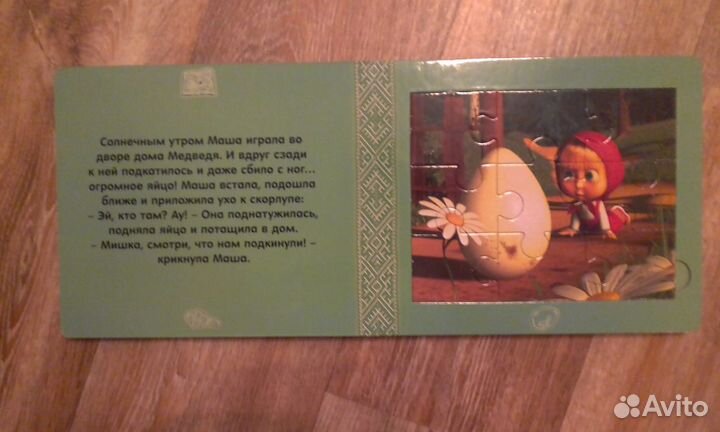 Солнечным утром Маша играла во
дворе дома Медведя. И вдруг сзади
к ней подкатилось и даже сбило с ног...
огромное яйцо! Маша встала, подошла
ближе и приложила ухо к скорлупе:
– Эй, кто там? Ау! – Она поднатужилась,
подняла яйцо и потащила в дом.
– Мишка, смотри, что нам подкинули! –
крикнула Маша.
Avito